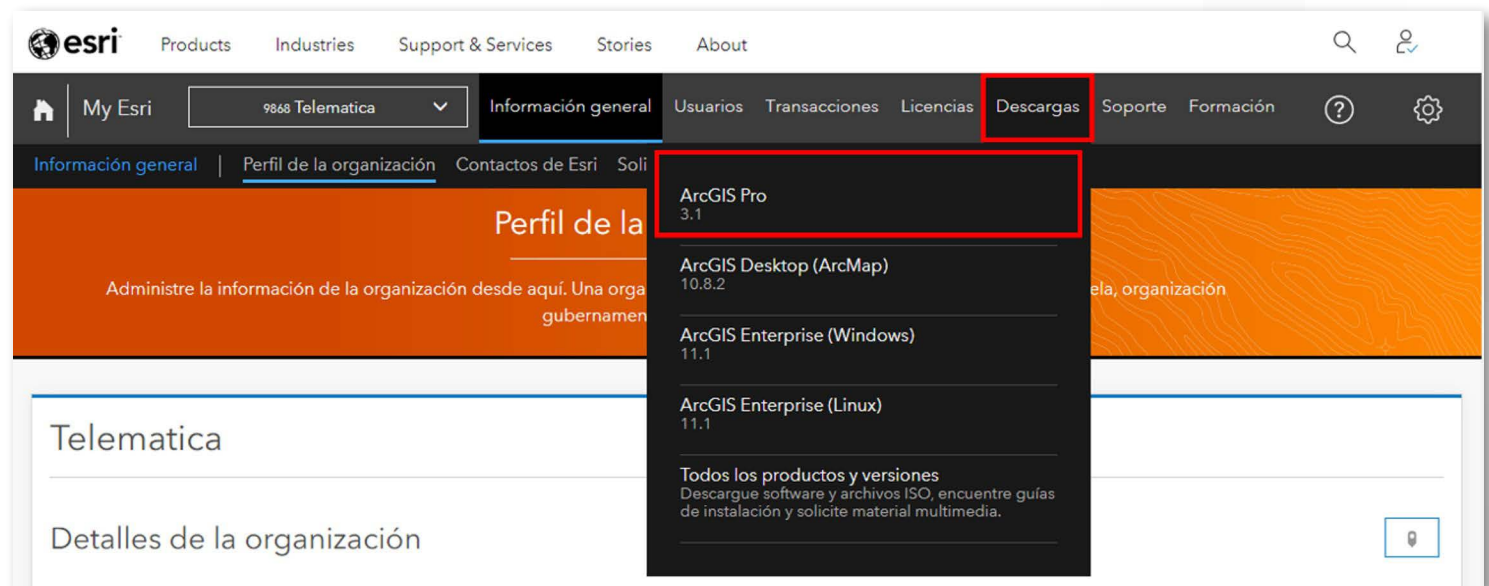 esri Products Industries Support & Services Stories About
My Esri 9868 Telematica Información general Usuarios Transacciones Licencias Descargas Soporte Formación
Información general | Perfil de la organización Contactos de Esri Soli
ArcGIS Pro
3.1
Perfil de la
ArcGIS Desktop (ArcMap)
10.8.2
Administre la información de la organización desde aquí. Una orga
ela, organización
gubernamen
ArcGIS Enterprise (Windows)
11.1
ArcGIS Enterprise (Linux)
11.1
Telematica
Todos los productos y versiones
Descargue software y archivos ISO, encuentre guías
de instalación y solicite material multimedia.
Detalles de la organización